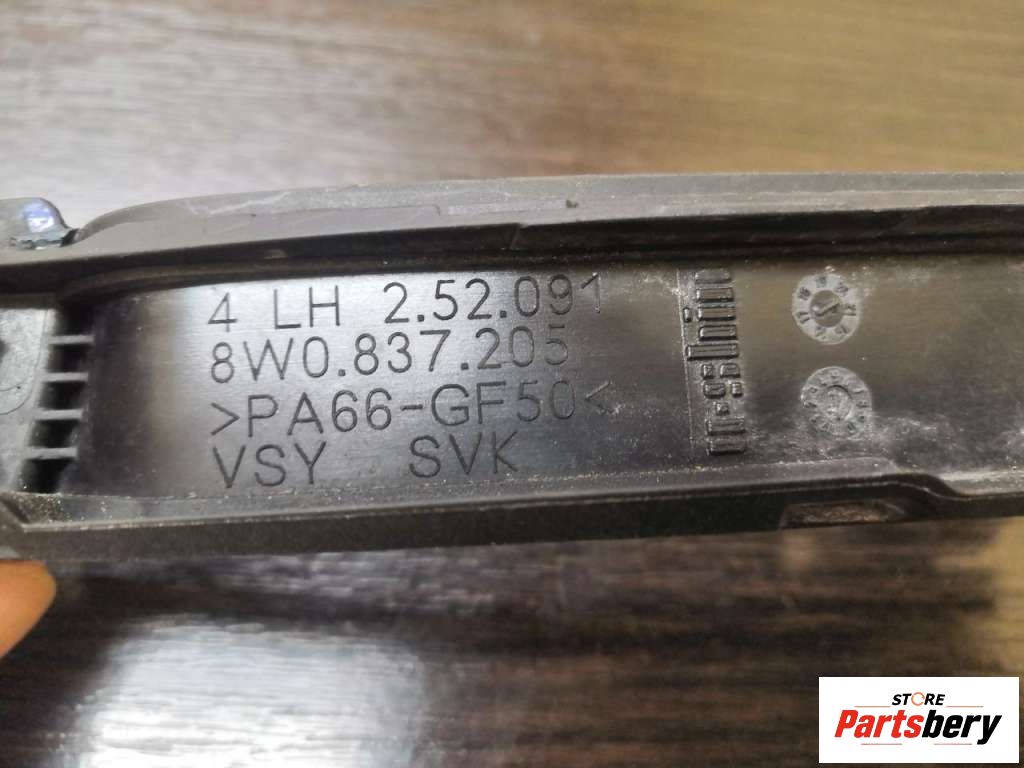 4 LH 2.52.091
8W0.837.205
>PA66-GF50<
VSY SVK
STORE
Partsbery